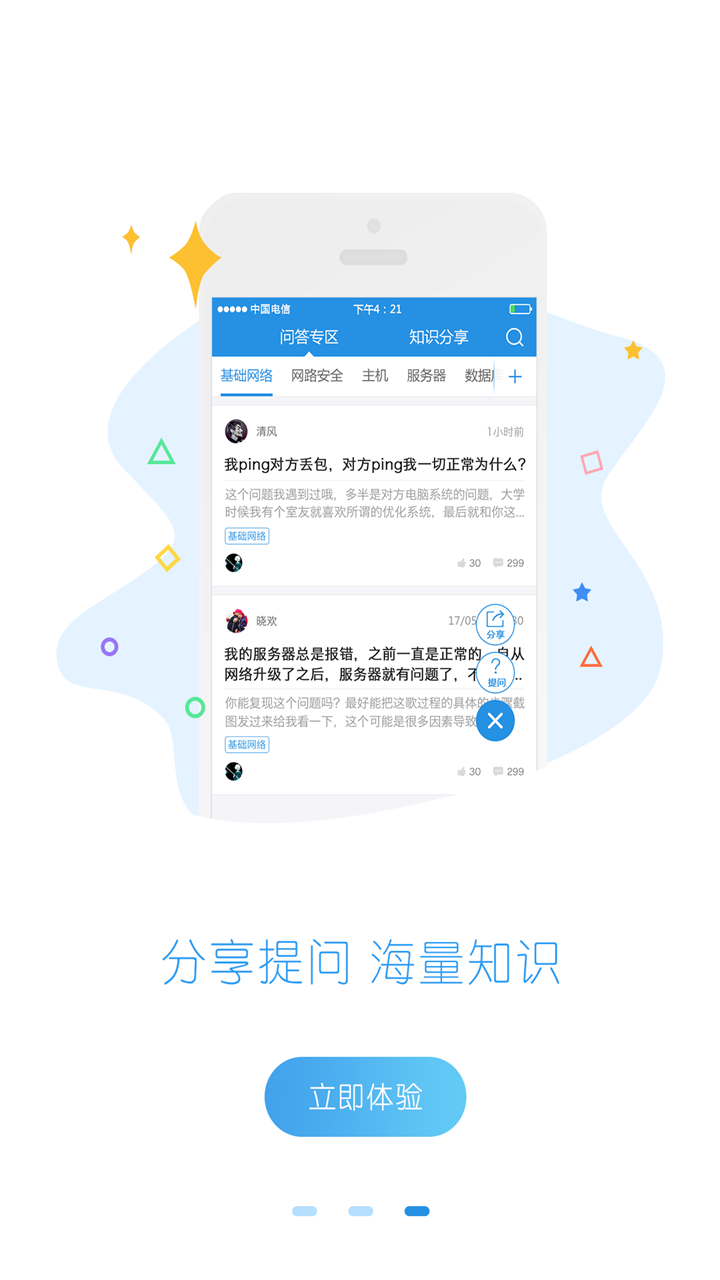 中国电信 下午4：21
问答专区 知识分享
基础网络 网路安全 主机 服务器 数据
清风 1小时前
我ping对方丢包，对方ping我一切正常为什么?
这个问题我遇到过哦，多半是对方电脑系统的问题，大学
时候我有个室友就喜欢所谓的优化系统，最后就和你这...
基础网络
30 299
晓欢 17/05
分享
我的服务器总是报错，之前一直是正常的，自从
网络升级了之后，服务器就有问题了，不...
提问
你能复现这个问题吗？最好能把这歌过程的具体的步骤截
图发过来给我看一下，这个可能是很多因素导致
基础网络
30 299
分享提问 海量知识
立即体验